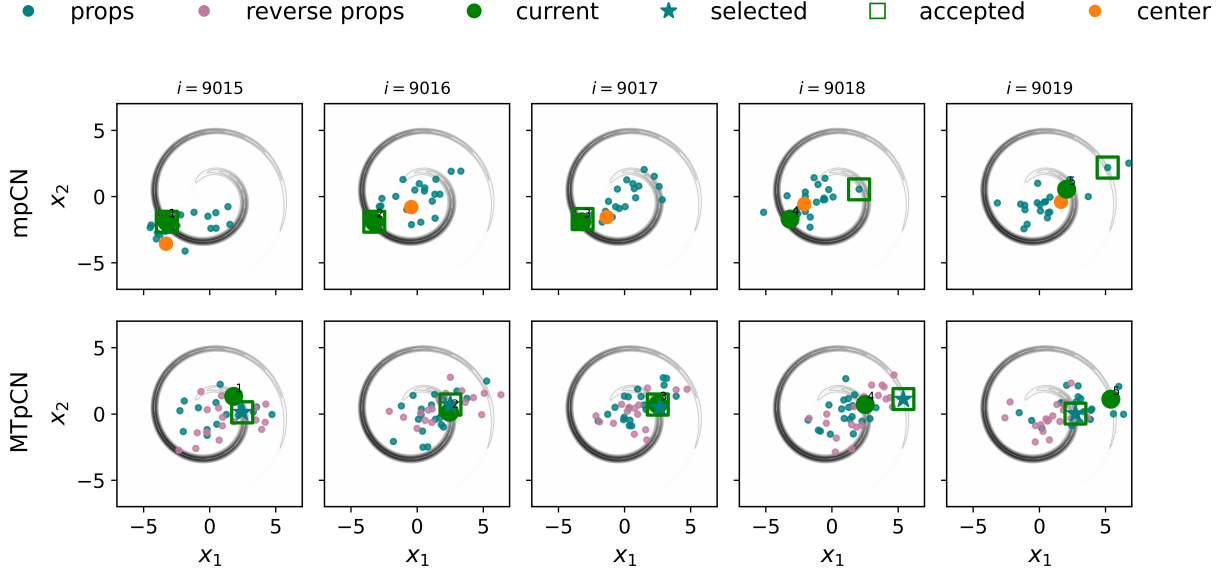 props reverse props current selected accepted center
i = 9015 i = 9016 i = 9017 i = 9018 i = 9019
mpCN
x₂
5
0
−5
1 2 3 4 5
MTpCN
x₂
5
0
−5
1 2 3 4 5
−5 0 5 −5 0 5 −5 0 5 −5 0 5 −5 0 5
x₁ x₁ x₁ x₁ x₁